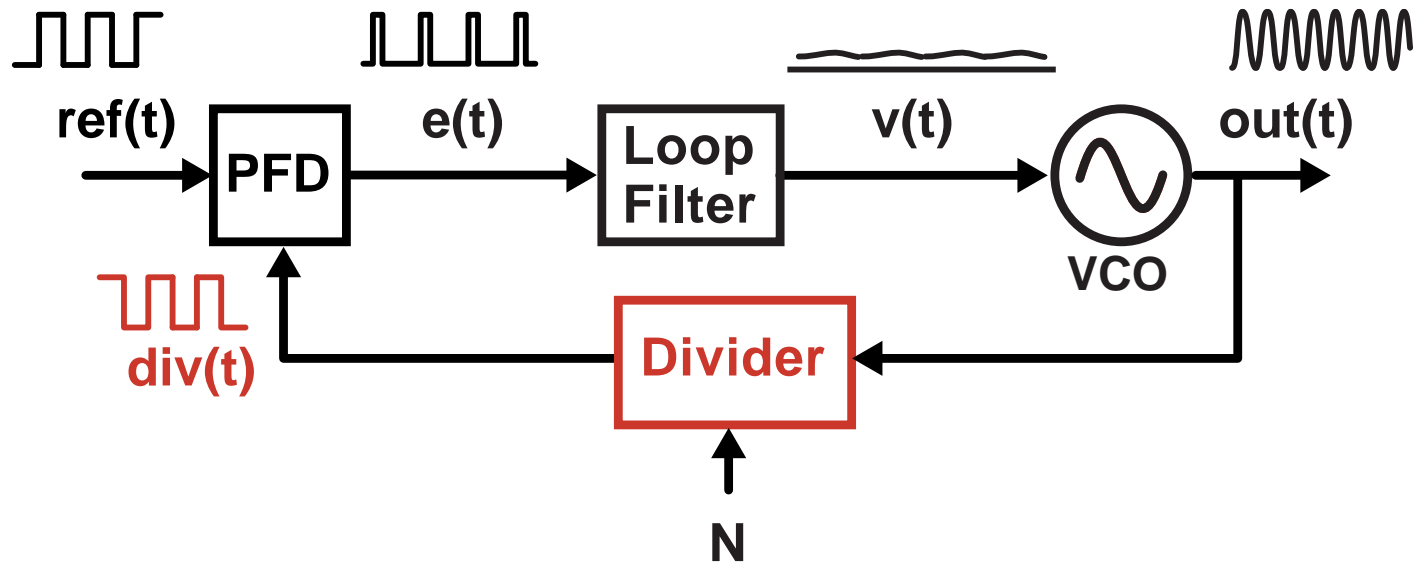 ref(t)
e(t)
v(t)
out(t)
PFD
Loop
Filter
VCO
div(t)
Divider
N